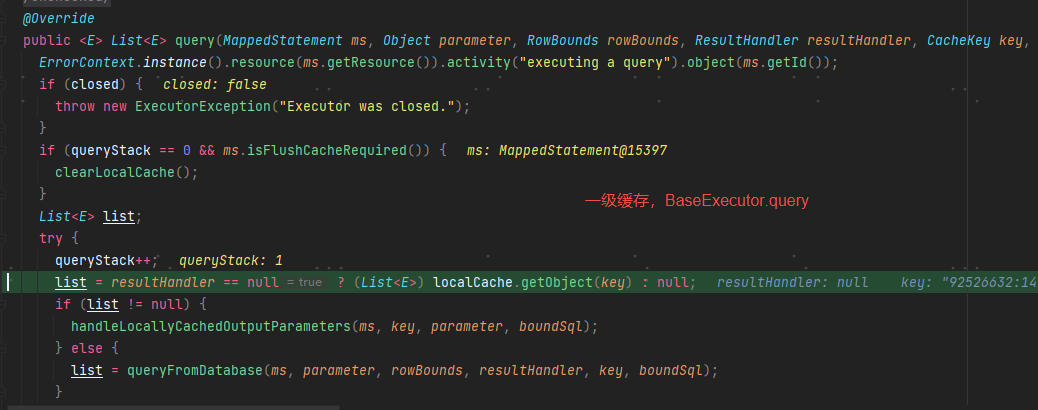 @Override
public <E> List<E> query(MappedStatement ms, Object parameter, RowBounds rowBounds, ResultHandler resultHandler, CacheKey key,
ErrorContext.instance().resource(ms.getResource()).activity("executing a query").object(ms.getId());
if (closed) { closed: false
throw new ExecutorException("Executor was closed.");
}
if (queryStack == 0 && ms.isFlushCacheRequired()) { ms: MappedStatement@15397
clearLocalCache();
}
一级缓存，BaseExecutor.query
List<E> list;
try {
queryStack++; queryStack: 1
list = resultHandler == null = true ? (List<E>) localCache.getObject(key) : null; resultHandler: null key: "92526632:14
if (list != null) {
handleLocallyCachedOutputParameters(ms, key, parameter, boundSql);
} else {
list = queryFromDatabase(ms, parameter, rowBounds, resultHandler, key, boundSql);
}